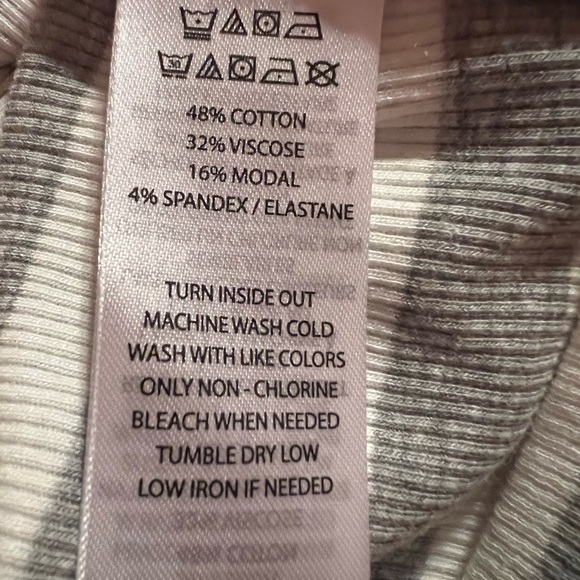 30
48% COTTON
32% VISCOSE
16% MODAL
4% SPANDEX / ELASTANE
TURN INSIDE OUT
MACHINE WASH COLD
WASH WITH LIKE COLORS
ONLY NON - CHLORINE
BLEACH WHEN NEEDED
TUMBLE DRY LOW
LOW IRON IF NEEDED